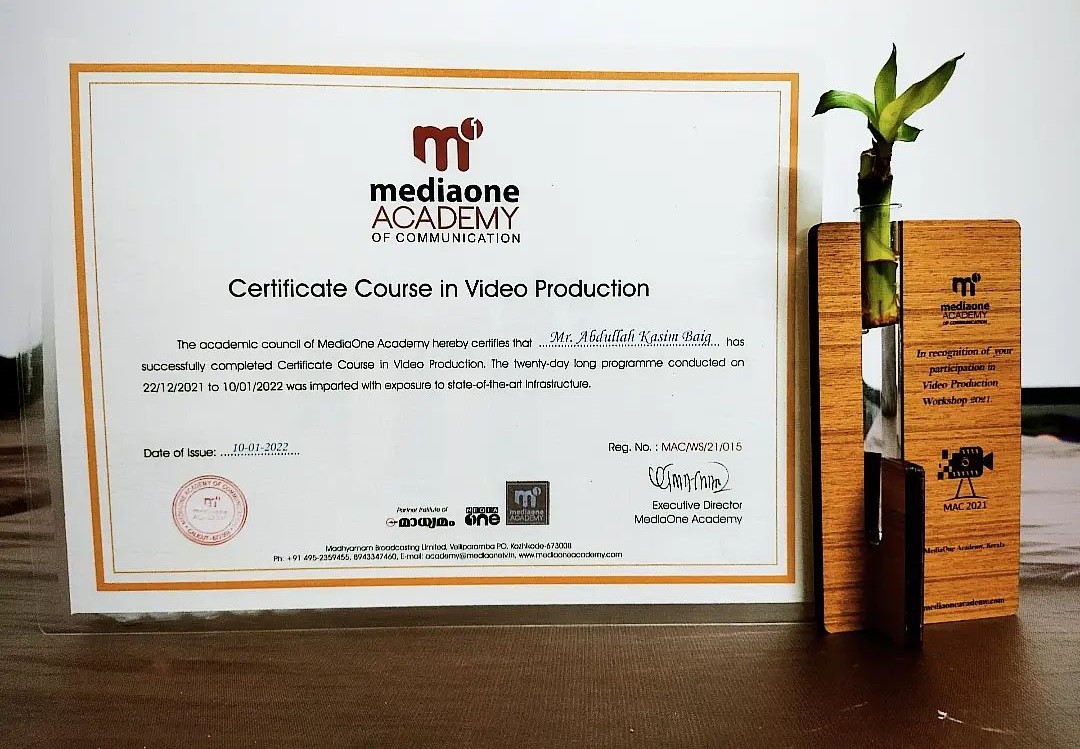 m1
mediaone
ACADEMY
OF COMMUNICATION
Certificate Course in Video Production
The academic council of MediaOne Academy hereby certifies that Mr. Abdullah Kasim Baig has
successfully completed Certificate Course in Video Production. The twenty-day long programme conducted on
22/12/2021 to 10/01/2022 was imparted with exposure to state-of-the-art infrastructure.
Date of Issue: 10-01-2022
Reg. No. : MAC/WS/21/015
Executive Director
MediaOne Academy
Partner Institute of
മാധ്യമം
MEDIA
one
m1
mediaone
ACADEMY
Madhyamam Broadcasting Limited, Velliparamba PO, Kozhikode-673008
Ph: +91 495-2359455, 8943347460, E-mail: academy@mediaonetv.in, www.mediaoneacademy.com
m1
mediaone
ACADEMY
OF COMMUNICATION
In recognition of your
participation in
Video Production
Workshop 2021.
MAC 2021
MediaOne Academy, Kerala
mediaoneacademy.com